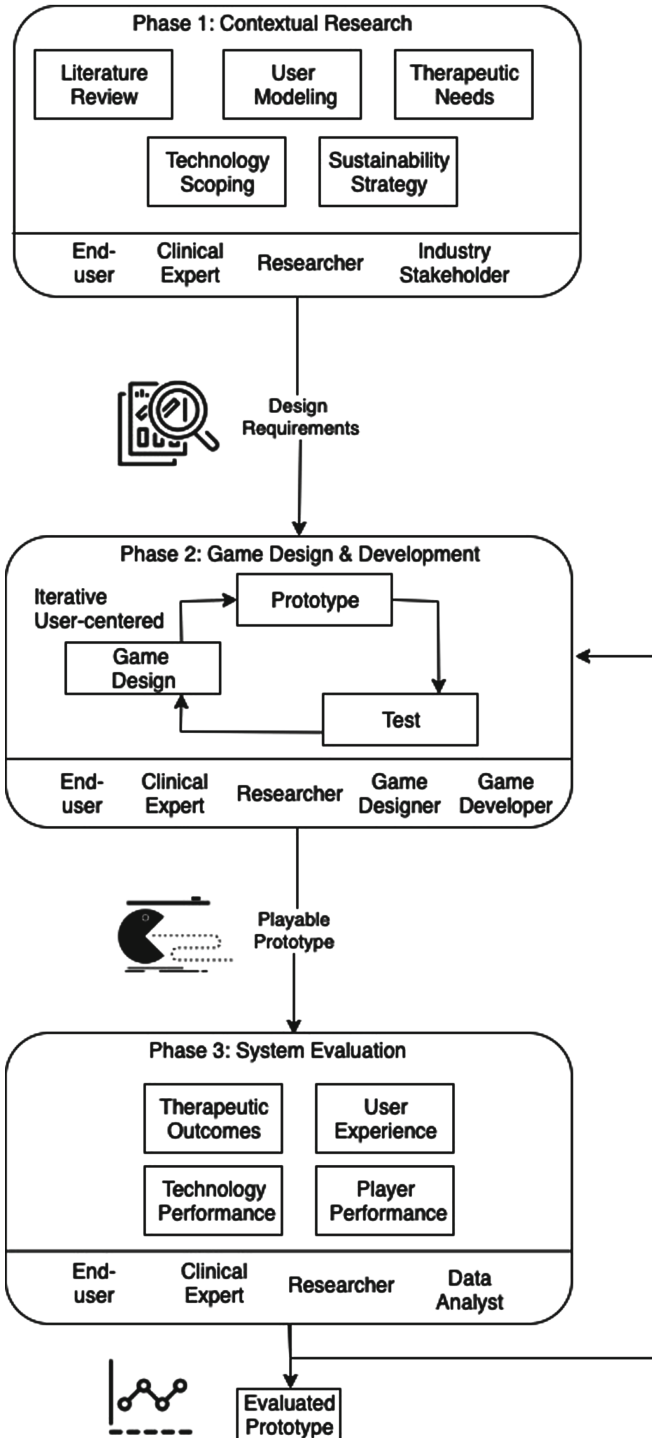 Phase 1: Contextual Research
Literature
Review
User
Modeling
Therapeutic
Needs
Technology
Scoping
Sustainability
Strategy
End-
user
Clinical
Expert
Researcher
Industry
Stakeholder
Design
Requirements
Phase 2: Game Design & Development
Iterative
User-centered
Prototype
Game
Design
Test
End-
user
Clinical
Expert
Researcher
Game
Designer
Game
Developer
Playable
Prototype
Phase 3: System Evaluation
Therapeutic
Outcomes
User
Experience
Technology
Performance
Player
Performance
End-
user
Clinical
Expert
Researcher
Data
Analyst
Evaluated
Prototype